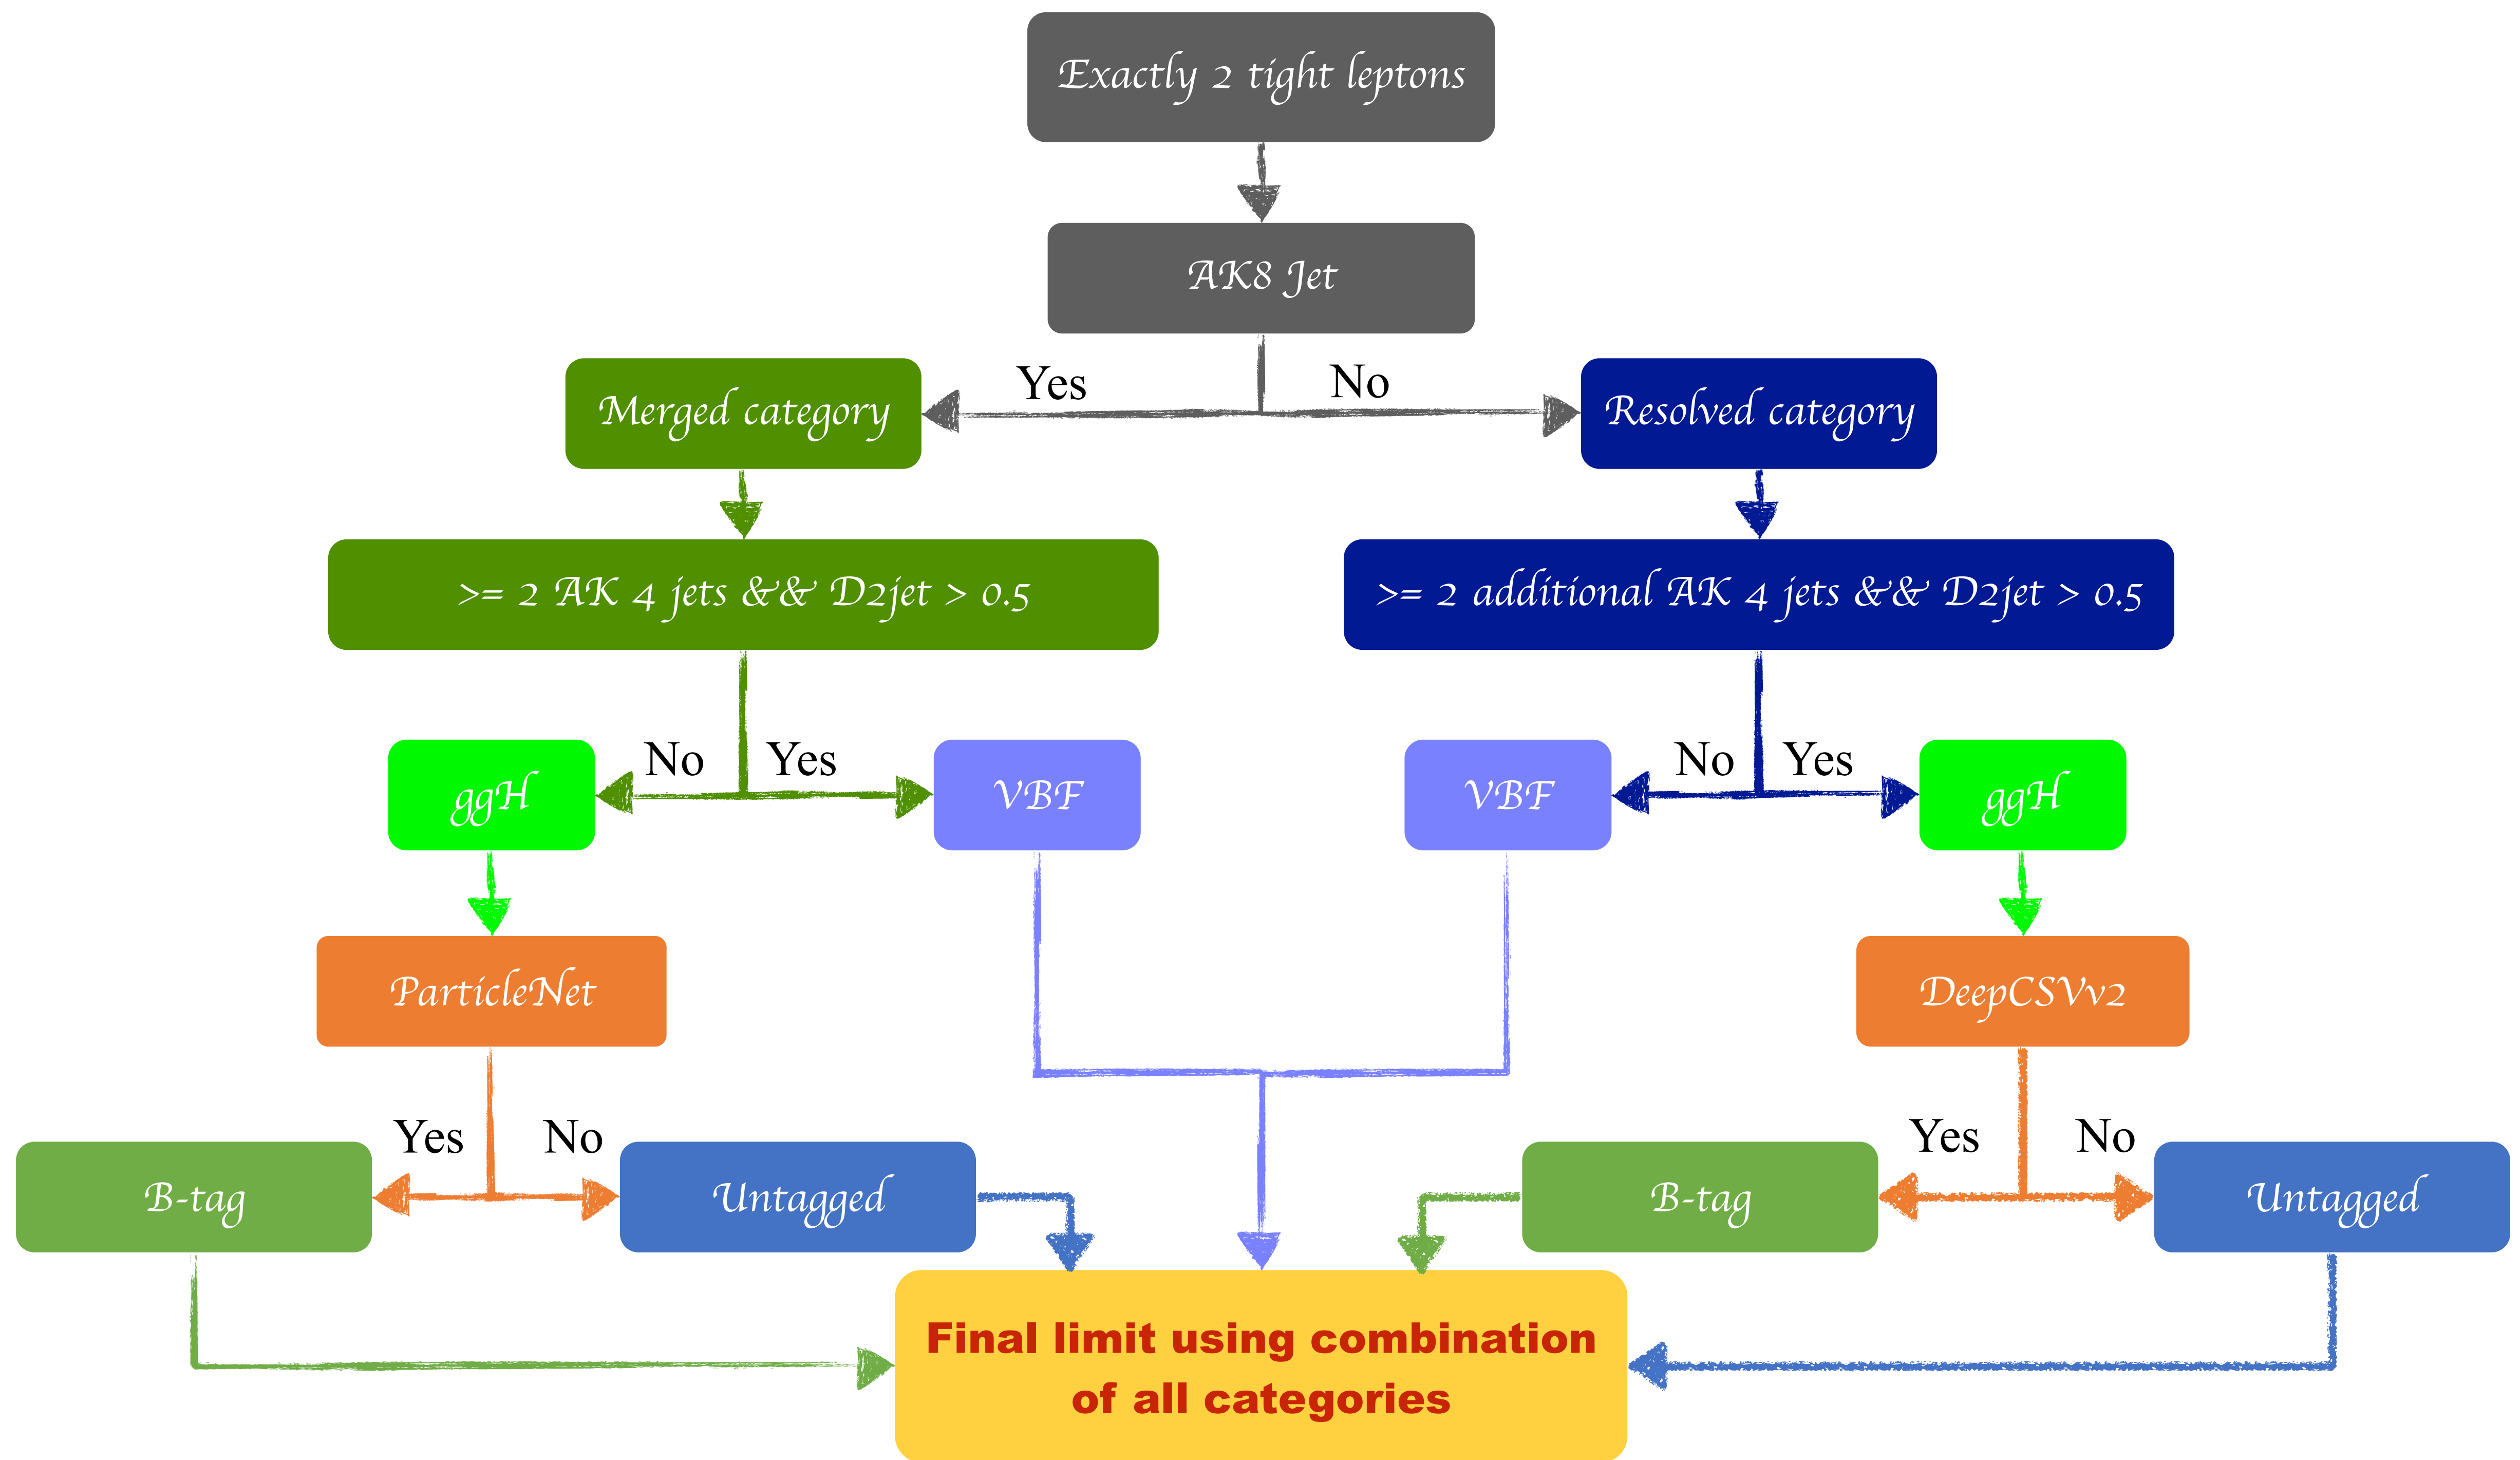 Exactly 2 tight leptons
AK8 Jet
Yes
No
Merged category
Resolved category
>= 2 AK 4 jets && D2jet > 0.5
>= 2 additional AK 4 jets && D2jet > 0.5
No
Yes
No
Yes
ggH
VBF
VBF
ggH
ParticleNet
DeepCSVv2
Yes
No
Yes
No
B-tag
Untagged
B-tag
Untagged
Final limit using combination
of all categories